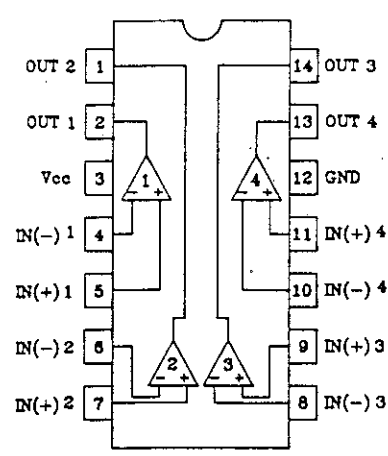 OUT 2 1 14 OUT 3
OUT 1 2 13 OUT 4
Vcc 3 1 4 12 GND
- + - +
IN(-) 1 4 11 IN(+) 4
IN(+) 1 5 10 IN(-) 4
IN(-) 2 6 9 IN(+) 3
2 3
- + - +
IN(+) 2 7 8 IN(-) 3